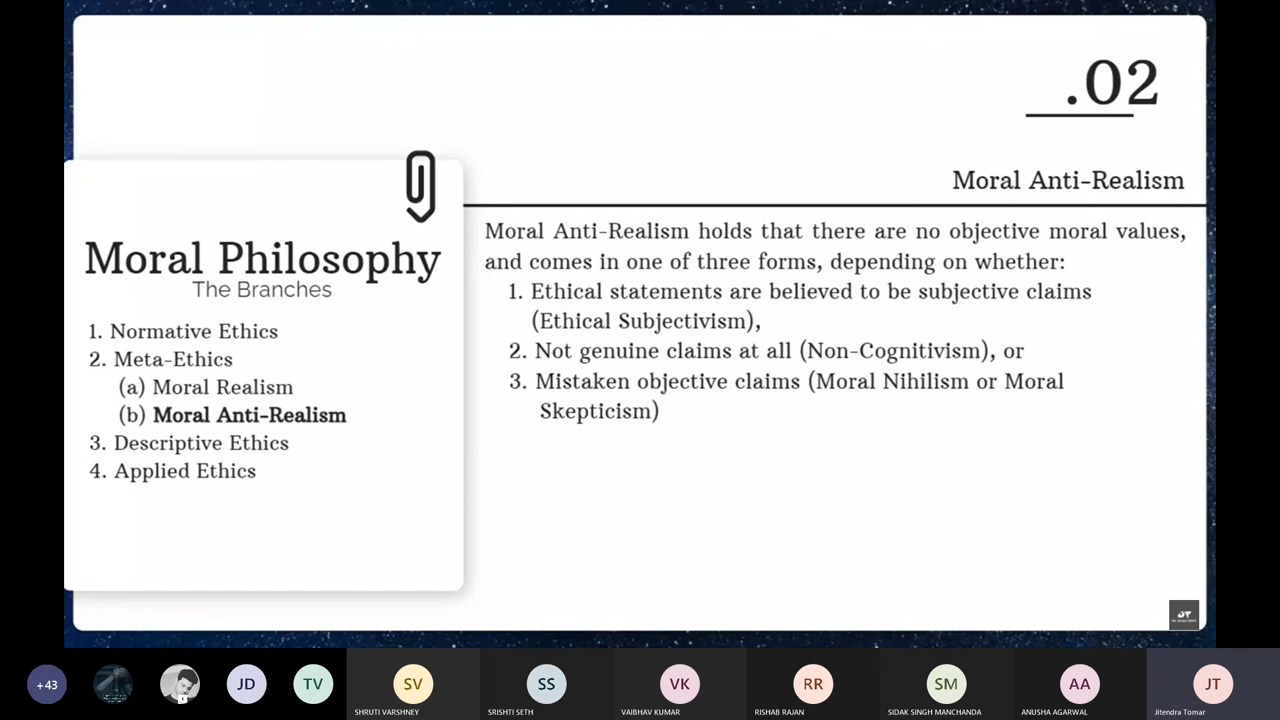 .02
Moral Anti-Realism
Moral Philosophy
The Branches
1. Normative Ethics
2. Meta-Ethics
(a) Moral Realism
(b) Moral Anti-Realism
3. Descriptive Ethics
4. Applied Ethics
Moral Anti-Realism holds that there are no objective moral values,
and comes in one of three forms, depending on whether:
1. Ethical statements are believed to be subjective claims
(Ethical Subjectivism),
2. Not genuine claims at all (Non-Cognitivism), or
3. Mistaken objective claims (Moral Nihilism or Moral
Skepticism)
+43
JD
TV
SV
SHRUTI VARSHNEY
SS
SRISHTI SETH
VK
VAIBHAV KUMAR
RR
RISHAB RAJAN
SM
SIDAK SINGH MANCHANDA
AA
ANUSHA AGARWAL
JT
Jitendra Tomar